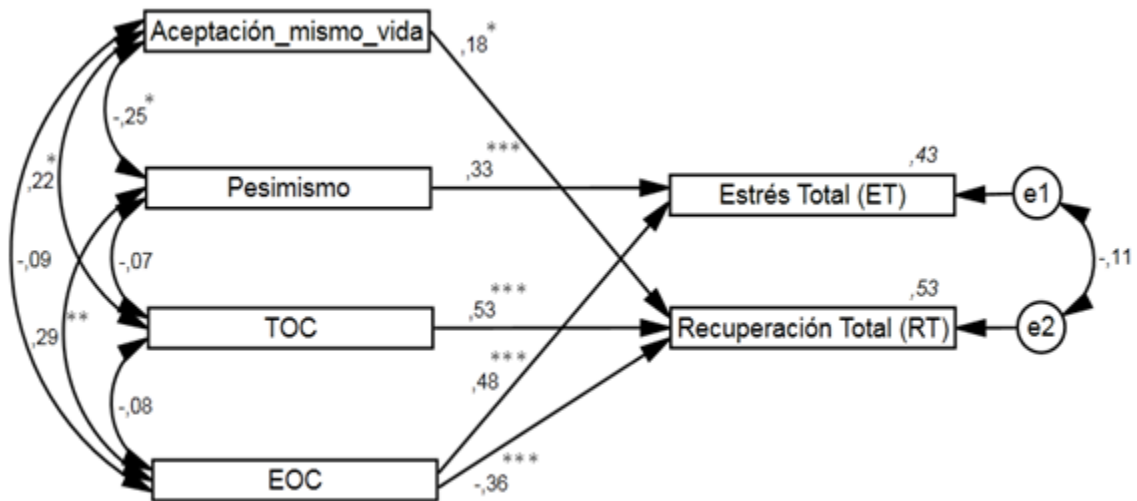 Aceptación_mismo_vida
,18*
-,25*
,43
,33***
Pesimismo
Estrés Total (ET)
e1
,22*
-,09
-,07
-,11
,53
,53***
TOC
Recuperación Total (RT)
e2
,29**
,48***
-,08
EOC
-,36***